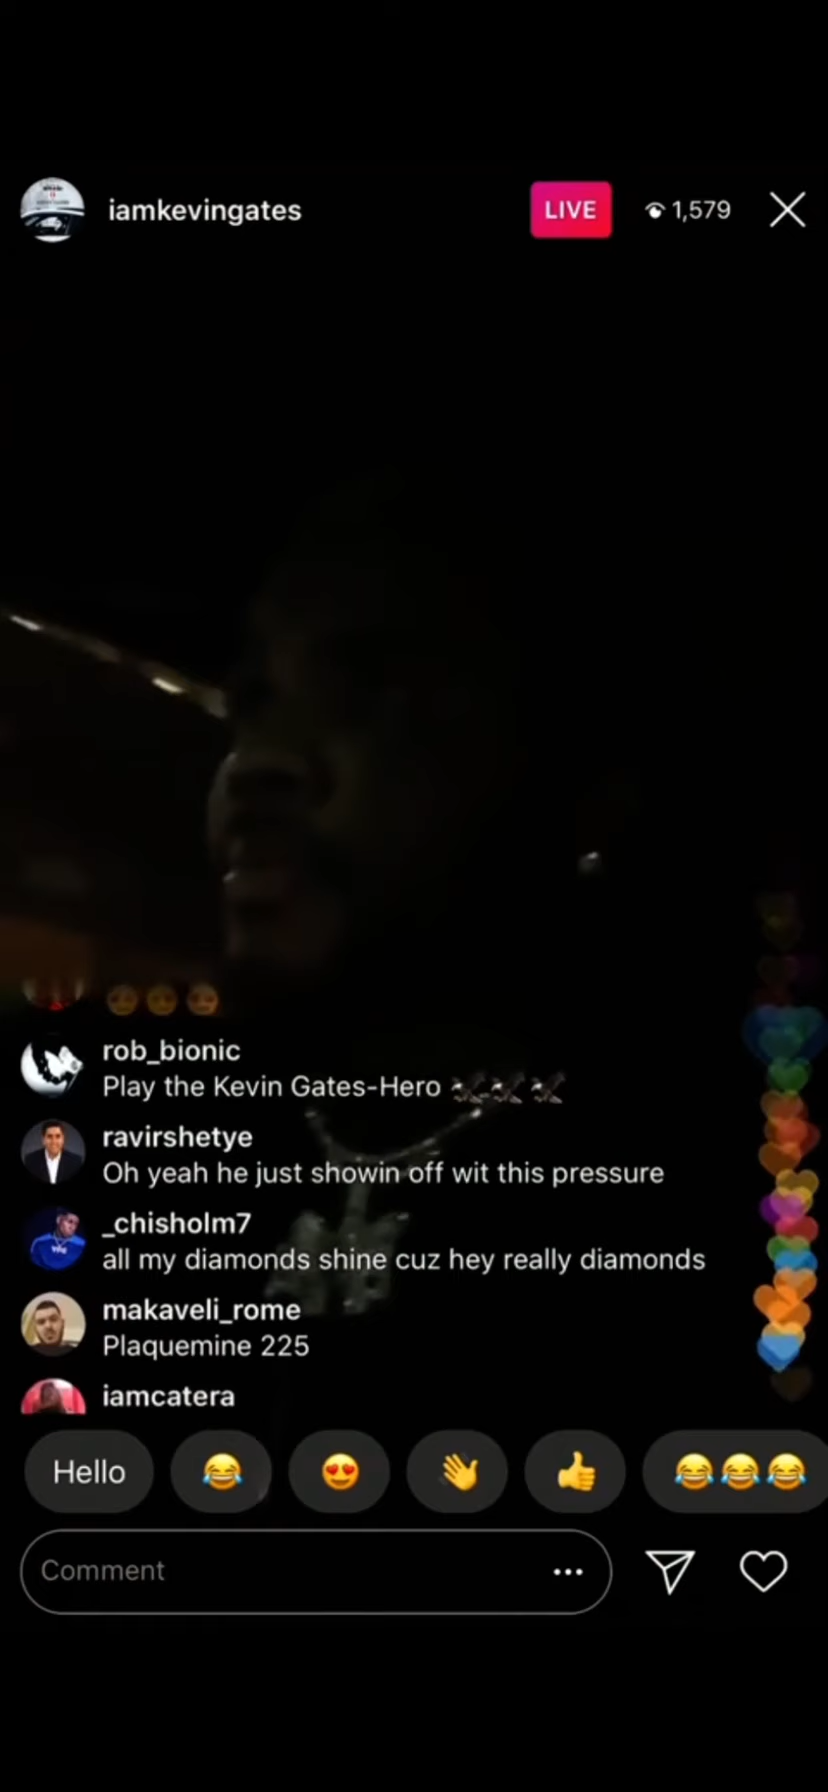 iamkevingates
LIVE
1,579
rob_bionic
Play the Kevin Gates-Hero
ravirshetye
Oh yeah he just showin off wit this pressure
_chisholm7
all my diamonds shine cuz hey really diamonds
makaveli_rome
Plaquemine 225
iamcatera
Hello
Comment